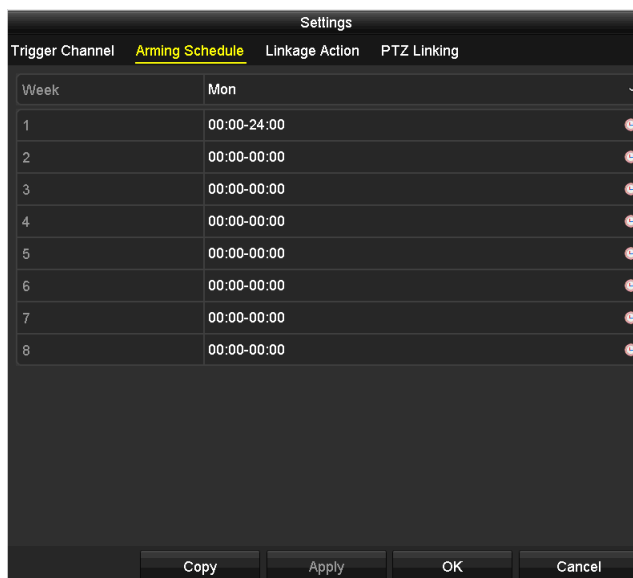 Settings
Trigger Channel Arming Schedule Linkage Action PTZ Linking
Week Mon
1 00:00-24:00
2 00:00-00:00
3 00:00-00:00
4 00:00-00:00
5 00:00-00:00
6 00:00-00:00
7 00:00-00:00
8 00:00-00:00
Copy Apply OK Cancel